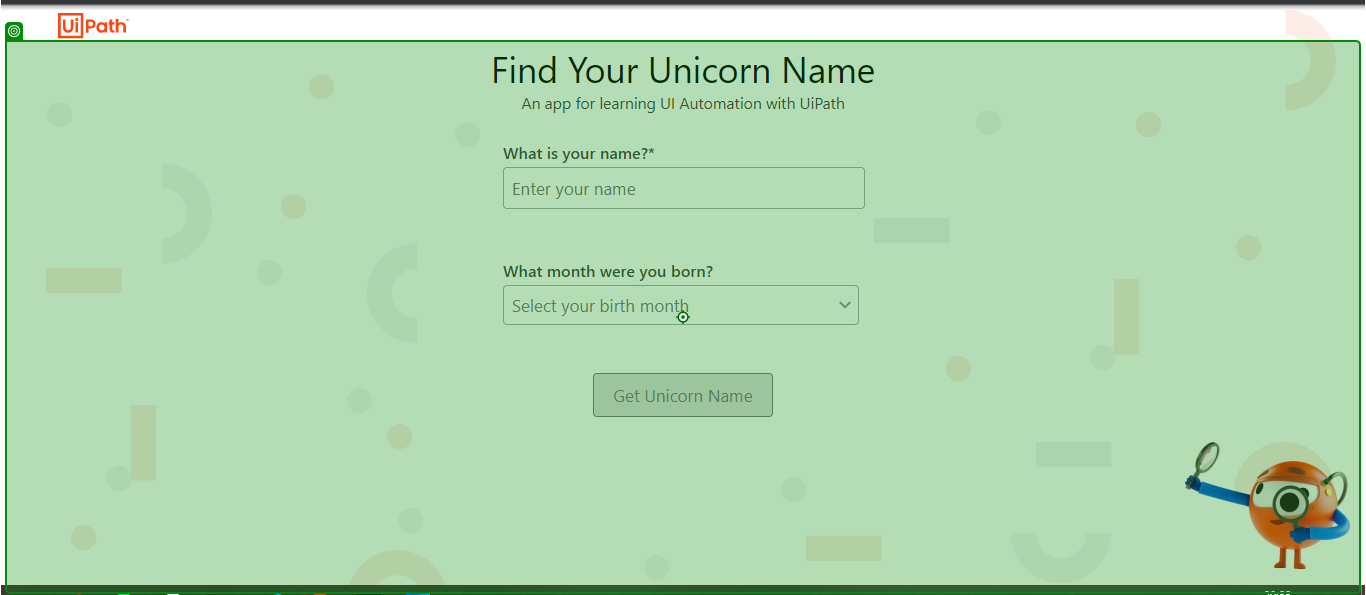 UiPath
Find Your Unicorn Name
An app for learning UI Automation with UiPath
What is your name?*
Enter your name
What month were you born?
Select your birth month
Get Unicorn Name